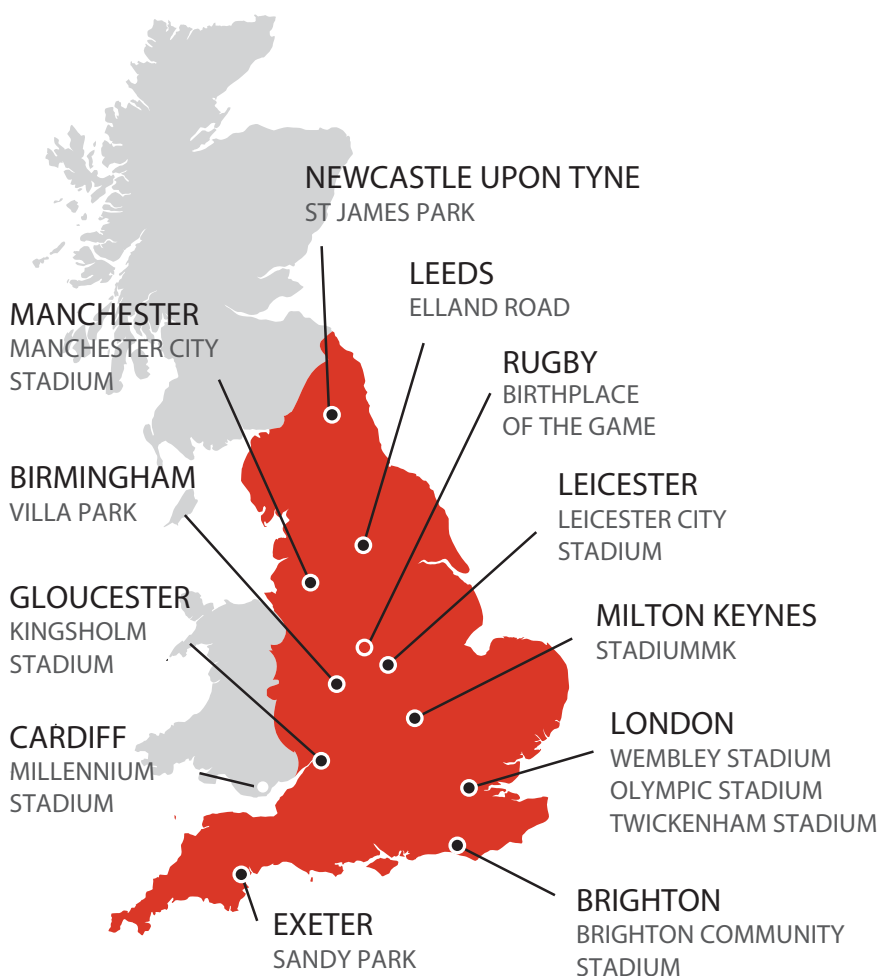 NEWCASTLE UPON TYNE
ST JAMES PARK
LEEDS
ELLAND ROAD
MANCHESTER
MANCHESTER CITY
STADIUM
RUGBY
BIRTHPLACE
OF THE GAME
BIRMINGHAM
VILLA PARK
LEICESTER
LEICESTER CITY
STADIUM
GLOUCESTER
KINGSHOLM
STADIUM
MILTON KEYNES
STADIUMMK
CARDIFF
MILLENNIUM
STADIUM
LONDON
WEMBLEY STADIUM
OLYMPIC STADIUM
TWICKENHAM STADIUM
EXETER
SANDY PARK
BRIGHTON
BRIGHTON COMMUNITY
STADIUM